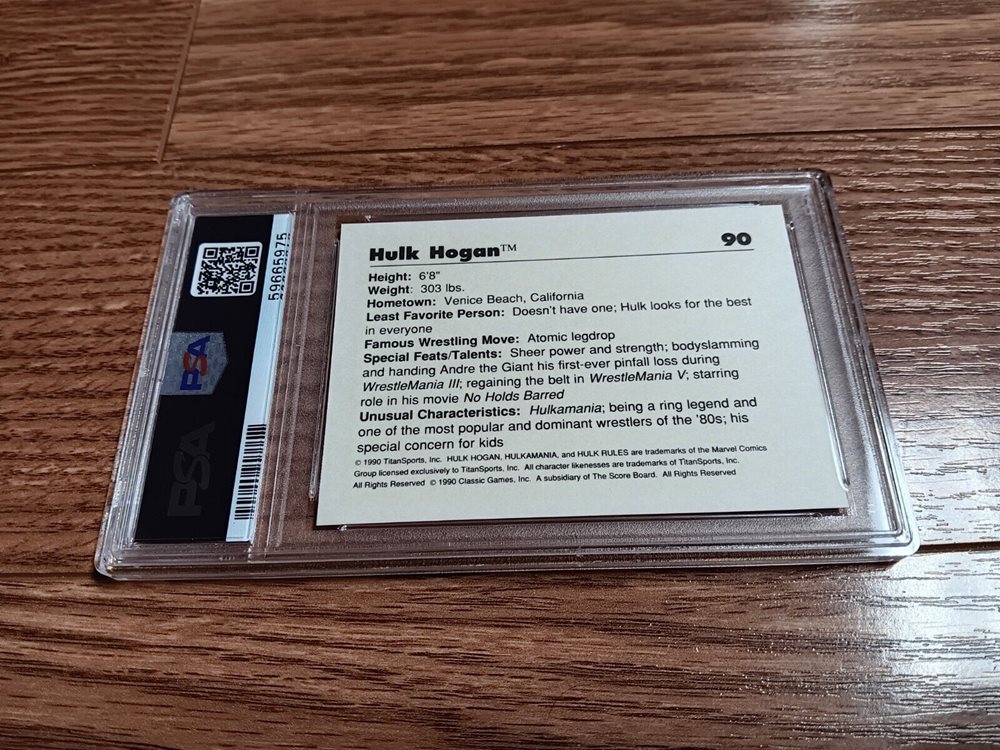 Hulk Hogan™ 90
Height: 6'8"
Weight: 303 lbs.
Hometown: Venice Beach, California
Least Favorite Person: Doesn't have one; Hulk looks for the best
in everyone
Famous Wrestling Move: Atomic legdrop
Special Feats/Talents: Sheer power and strength; bodyslamming
and handing Andre the Giant his first-ever pinfall loss during
WrestleMania III; regaining the belt in WrestleMania V; starring
role in his movie No Holds Barred
Unusual Characteristics: Hulkamania; being a ring legend and
one of the most popular and dominant wrestlers of the '80s; his
special concern for kids
© 1990 TitanSports, Inc. HULK HOGAN, HULKAMANIA, and HULK RULES are trademarks of the Marvel Comics
Group licensed exclusively to TitanSports, Inc. All character likenesses are trademarks of TitanSports, Inc.
All Rights Reserved © 1990 Classic Games, Inc. A subsidiary of The Score Board. All Rights Reserved
59665975
PSA
PSA